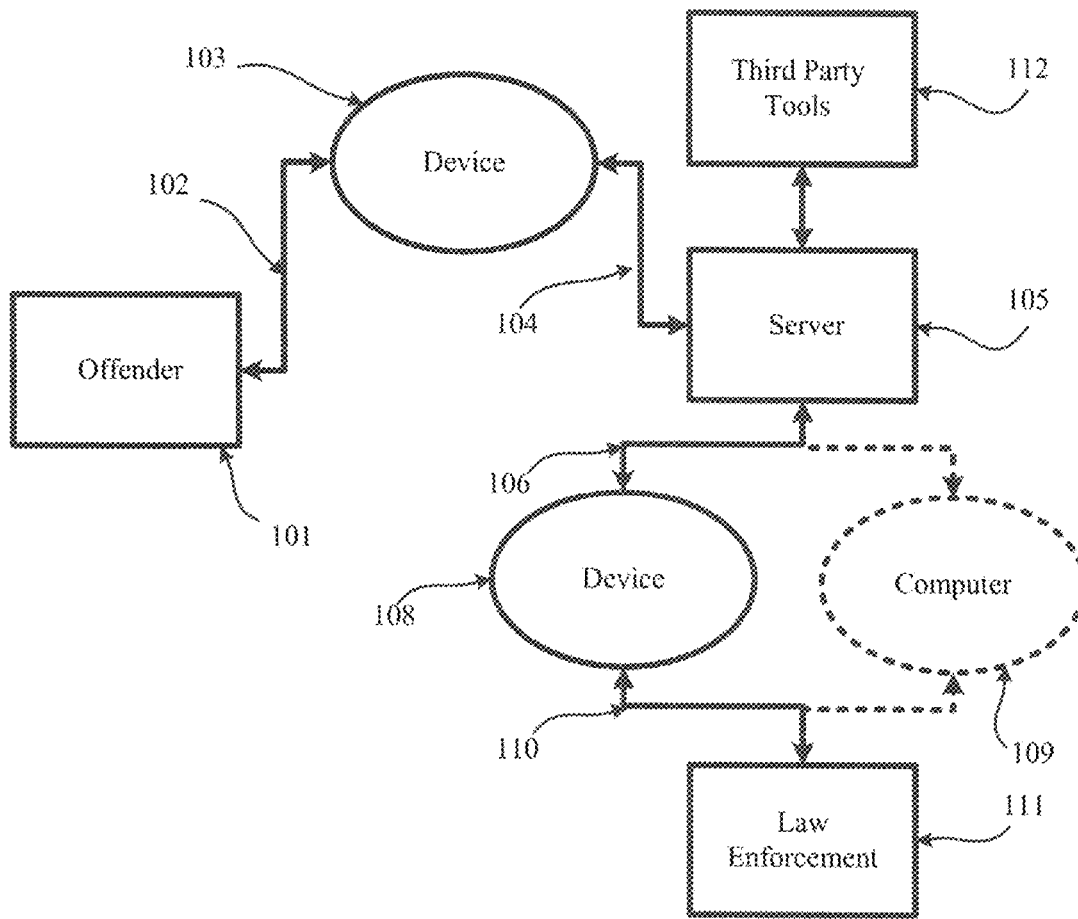 103
Third Party
Tools
112
Device
102
104
Server
105
Offender
106
101
Device
Computer
108
110
109
Law
Enforcement
111